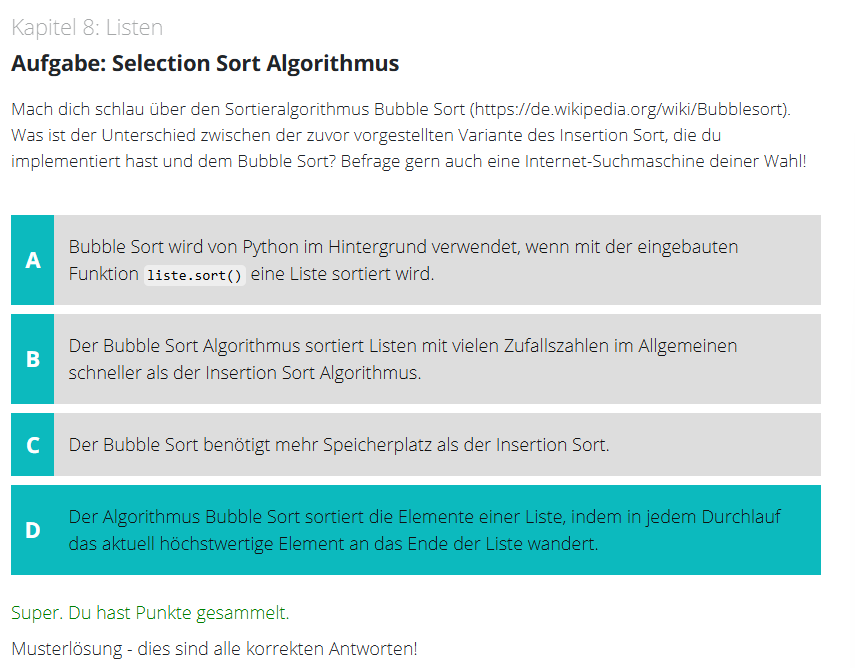 Kapitel 8: Listen
Aufgabe: Selection Sort Algorithmus
Mach dich schlau über den Sortieralgorithmus Bubble Sort (https://de.wikipedia.org/wiki/Bubblesort).
Was ist der Unterschied zwischen der zuvor vorgestellten Variante des Insertion Sort, die du
implementiert hast und dem Bubble Sort? Befrage gern auch eine Internet-Suchmaschine deiner Wahl!
A
Bubble Sort wird von Python im Hintergrund verwendet, wenn mit der eingebauten
Funktion liste.sort() eine Liste sortiert wird.
B
Der Bubble Sort Algorithmus sortiert Listen mit vielen Zufallszahlen im Allgemeinen
schneller als der Insertion Sort Algorithmus.
C
Der Bubble Sort benötigt mehr Speicherplatz als der Insertion Sort.
D
Der Algorithmus Bubble Sort sortiert die Elemente einer Liste, indem in jedem Durchlauf
das aktuell höchstwertige Element an das Ende der Liste wandert.
Super. Du hast Punkte gesammelt.
Musterlösung - dies sind alle korrekten Antworten!